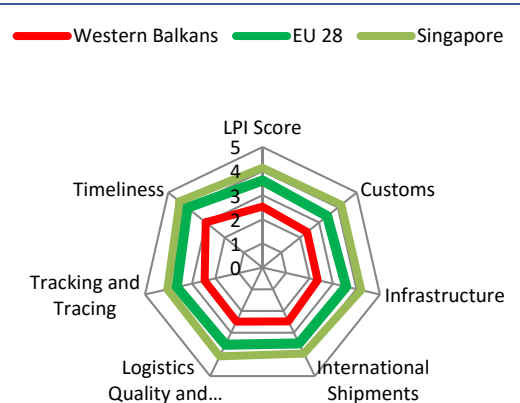 Western Balkans EU 28 Singapore
LPI Score
5
4
3
2
1
0
Timeliness
Customs
Tracking and
Tracing
Infrastructure
Logistics
Quality and...
International
Shipments